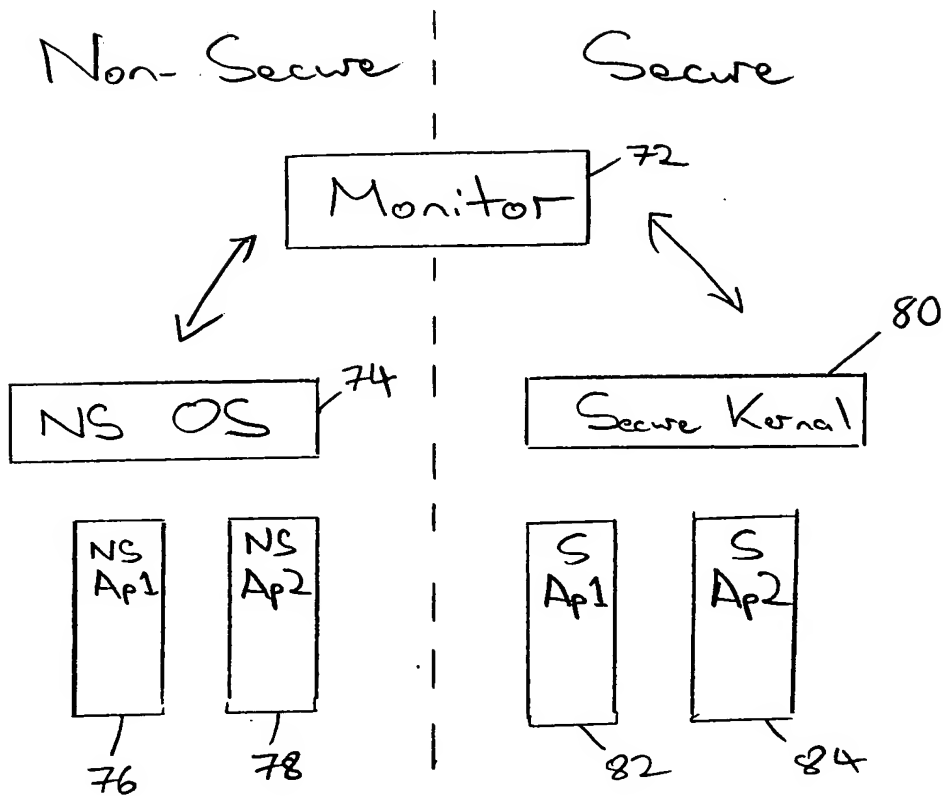 Non-Secure Secure
Monitor 72
80
NS OS 74
Secure Kernal
NS Ap1
NS Ap2
S Ap1
S Ap2
76 78 82 84